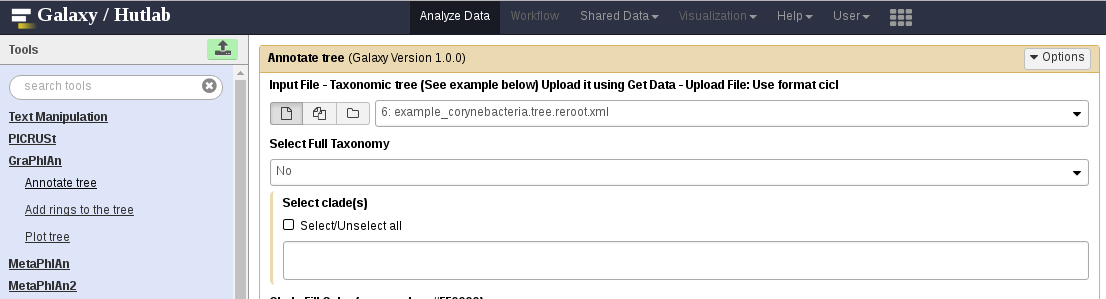 Galaxy / Hutlab
Analyze Data Workflow Shared Data Visualization Help User
Tools
search tools
Text Manipulation
PICRUSt
GraPhlAn
Annotate tree
Add rings to the tree
Plot tree
MetaPhlAn
MetaPhlAn2
Annotate tree (Galaxy Version 1.0.0)
Options
Input File - Taxonomic tree (See example below) Upload it using Get Data - Upload File: Use format cicl
6: example_corynebacteria.tree.reroot.xml
Select Full Taxonomy
No
Select clade(s)
Select/Unselect all